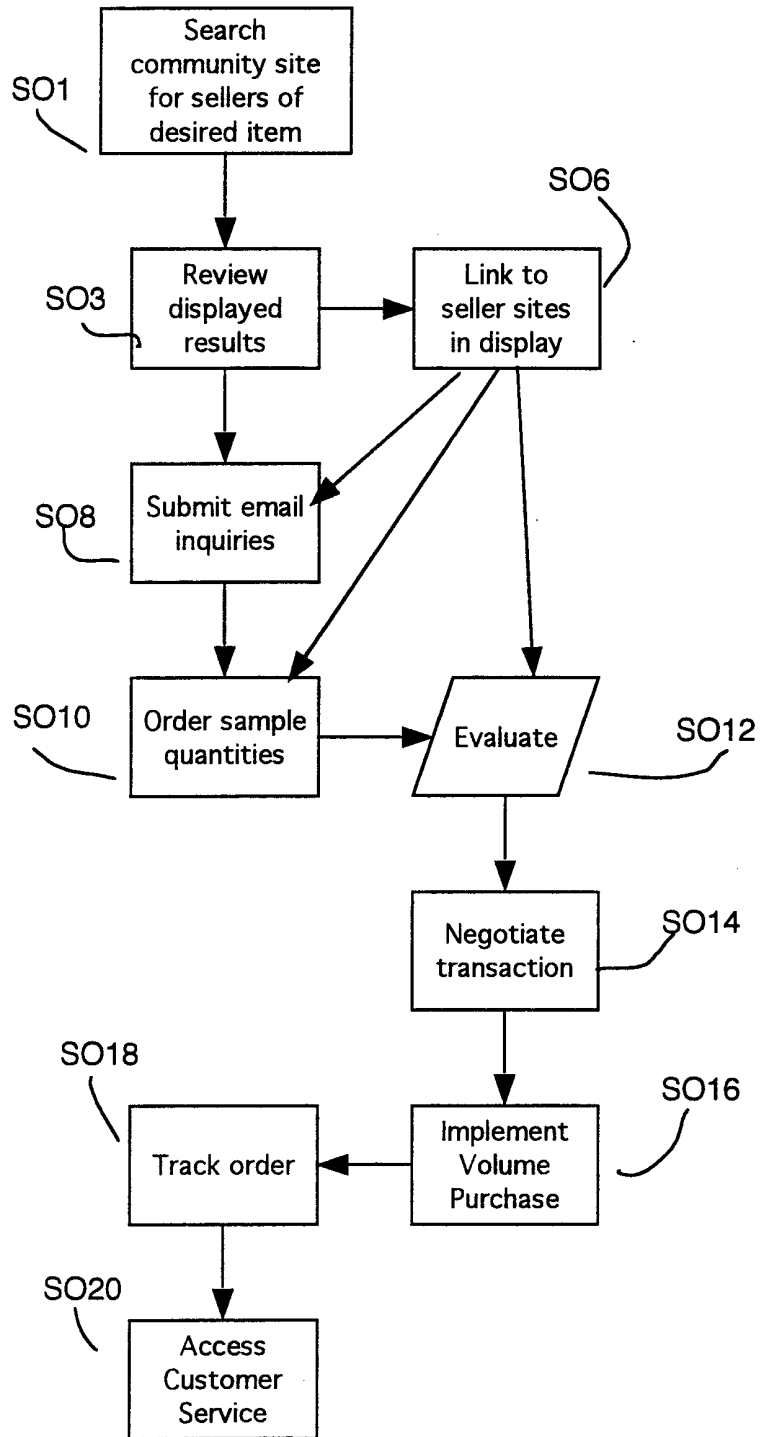 Search
community site
for sellers of
desired item
SO1
SO6
Review
displayed
results
SO3
Link to
seller sites
in display
Submit email
inquiries
SO8
SO10
Order sample
quantities
Evaluate
SO12
Negotiate
transaction
SO14
SO18
Track order
Implement
Volume
Purchase
SO16
SO20
Access
Customer
Service